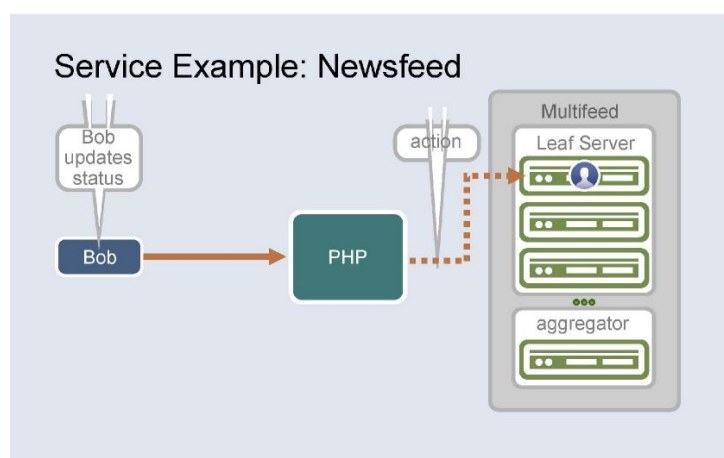 Service Example: Newsfeed
Bob
updates
status
action
Multifeed
Leaf Server
Bob
PHP
aggregator